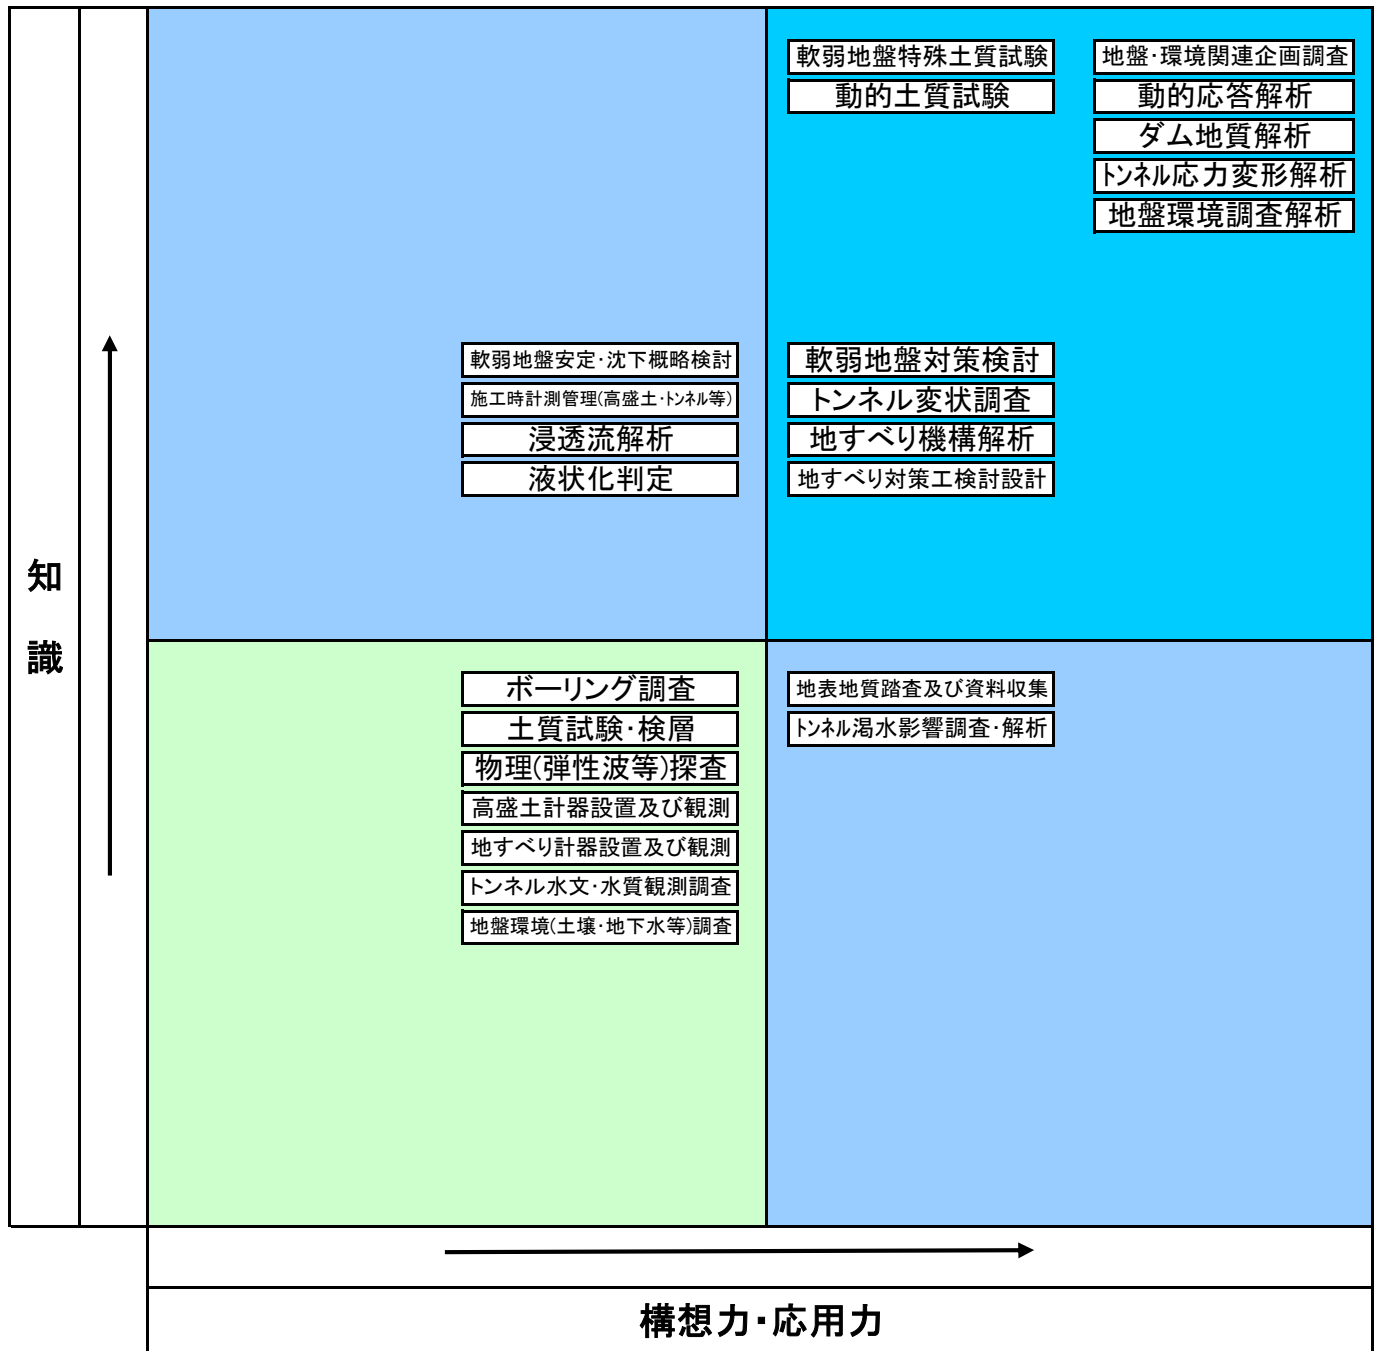 軟弱地盤特殊土質試験
動的土質試験
地盤・環境関連企画調査
動的応答解析
ダム地質解析
トンネル応力変形解析
地盤環境調査解析
軟弱地盤安定・沈下概略検討
施工時計測管理(高盛土・トンネル等)
浸透流解析
液状化判定
軟弱地盤対策検討
トンネル変状調査
地すべり機構解析
地すべり対策工検討設計
知識
ボーリング調査
土質試験・検層
物理(弾性波等)探査
高盛土計器設置及び観測
地すべり計器設置及び観測
トンネル水文・水質観測調査
地盤環境(土壌・地下水等)調査
地表地質踏査及び資料収集
トンネル渇水影響調査・解析
構想力・応用力